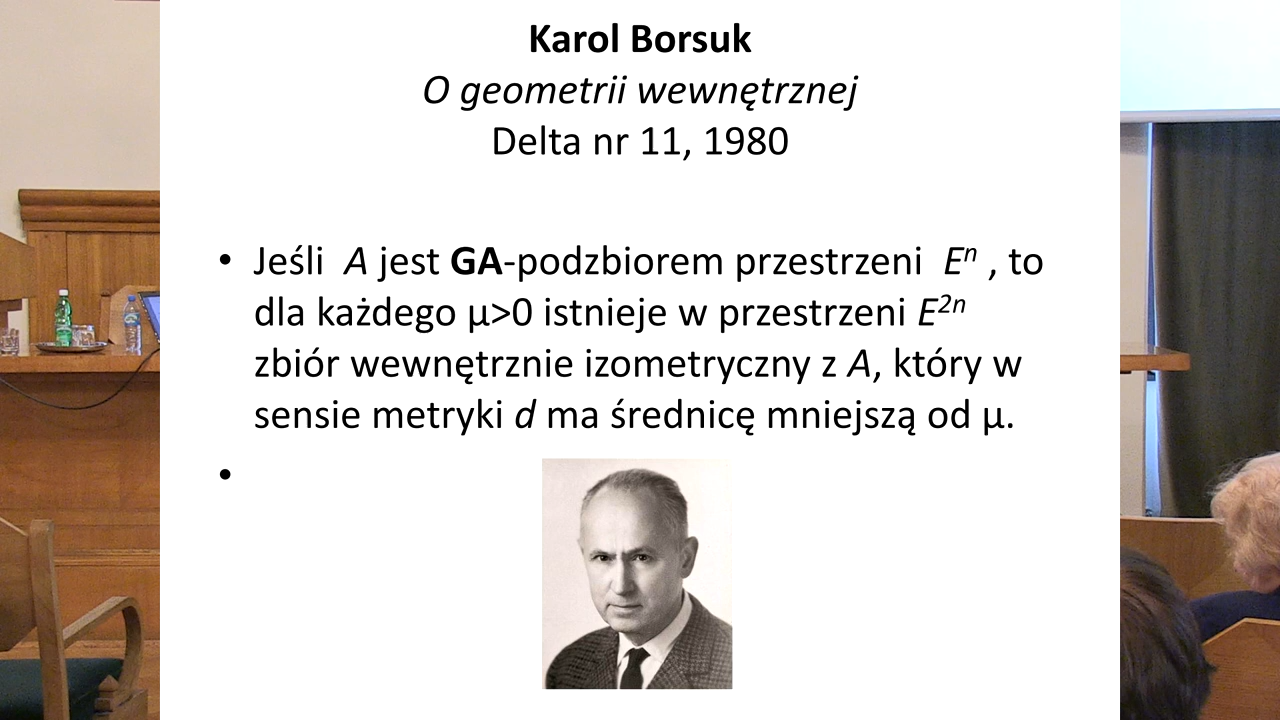 Karol Borsuk
O geometrii wewnętrznej
Delta nr 11, 1980
• Jeśli A jest GA-podzbiorem przestrzeni Eⁿ , to
dla każdego μ>0 istnieje w przestrzeni E²ⁿ
zbiór wewnętrznie izometryczny z A, który w
sensie metryki d ma średnicę mniejszą od μ.
•